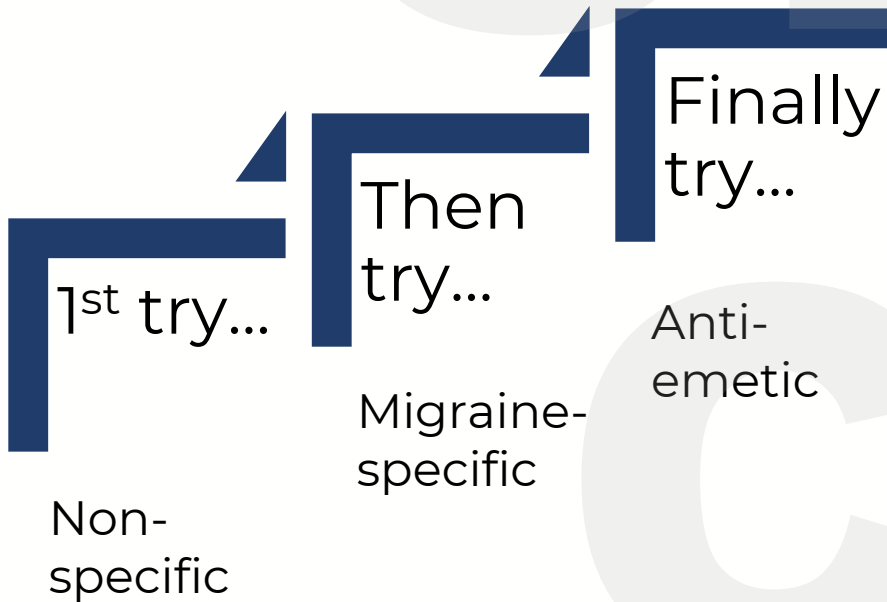 1st try...
Non-
specific
Then
try...
Migraine-
specific
Finally
try...
Anti-
emetic